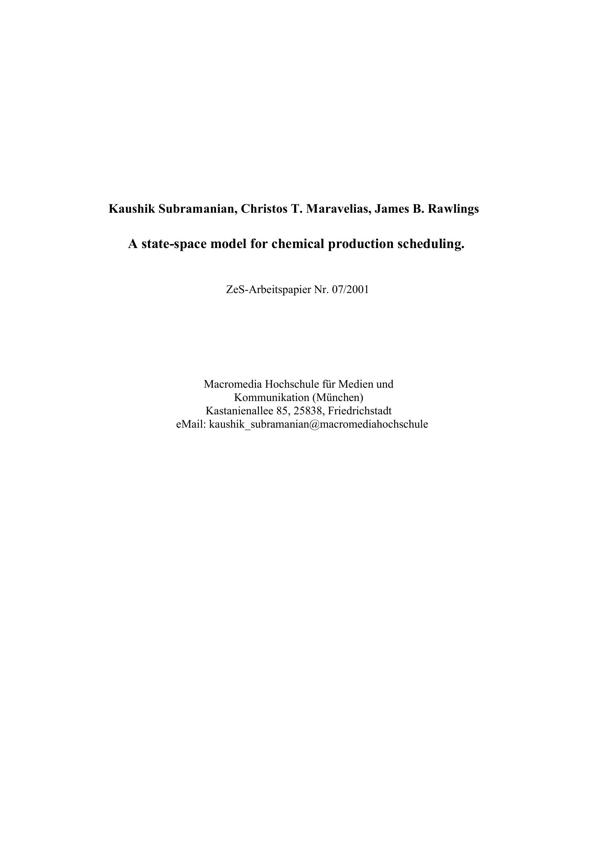 Kaushik Subramanian, Christos T. Maravelias, James B. Rawlings
A state-space model for chemical production scheduling.
ZeS-Arbeitspapier Nr. 07/2001
Macromedia Hochschule für Medien und
Kommunikation (München)
Kastanienallee 85, 25838, Friedrichstadt
eMail: kaushik_subramanian@macromediahochschule